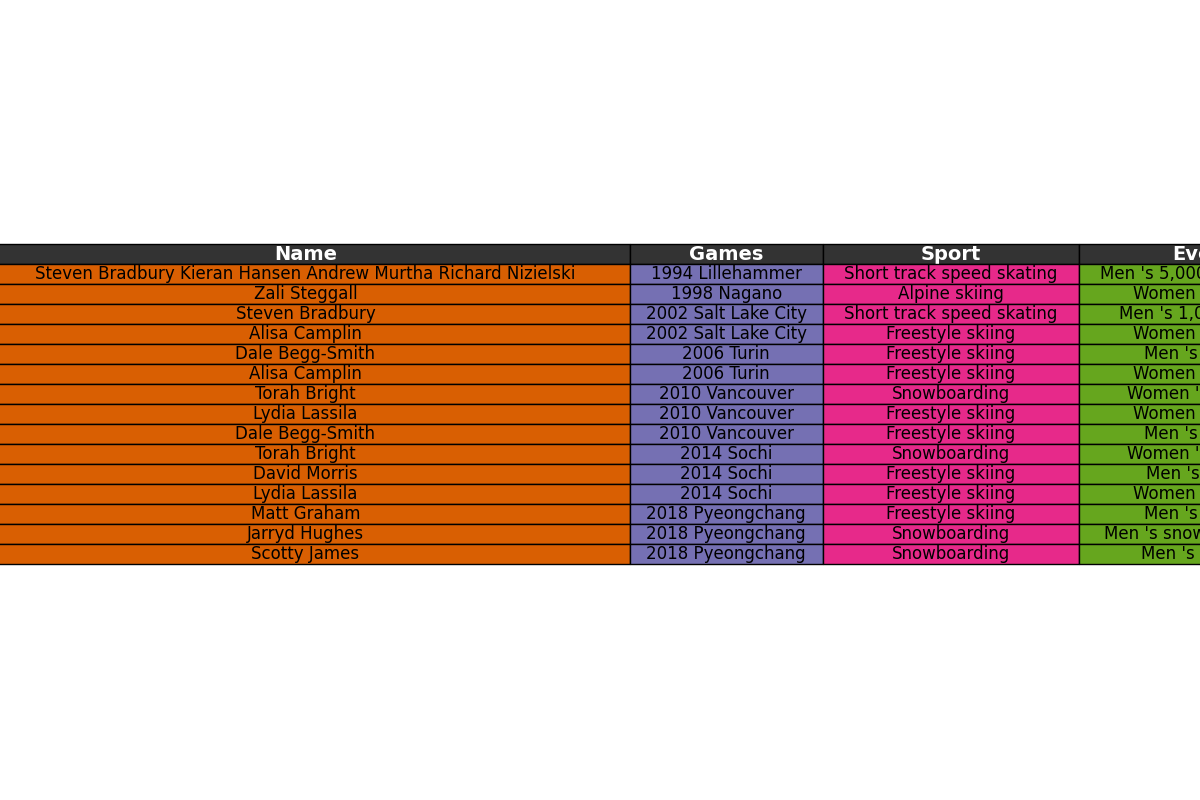 Name Games Sport
Steven Bradbury Kieran Hansen Andrew Murtha Richard Nizielski 1994 Lillehammer Short track speed skating Men 's 5,000
Zali Steggall 1998 Nagano Alpine skiing Women
Steven Bradbury 2002 Salt Lake City Short track speed skating Men 's
Alisa Camplin 2002 Salt Lake City Freestyle skiing Women
Dale Begg-Smith 2006 Turin Freestyle skiing Men 's
Alisa Camplin 2006 Turin Freestyle skiing Women
Torah Bright 2010 Vancouver Snowboarding Women '
Lydia Lassila 2010 Vancouver Freestyle skiing Women
Dale Begg-Smith 2010 Vancouver Freestyle skiing Men 's
Torah Bright 2014 Sochi Snowboarding Women '
David Morris 2014 Sochi Freestyle skiing Men 's
Lydia Lassila 2014 Sochi Freestyle skiing Women
Matt Graham 2018 Pyeongchang Freestyle skiing Men 's
Jarryd Hughes 2018 Pyeongchang Snowboarding Men 's
Scotty James 2018 Pyeongchang Snowboarding Men 's